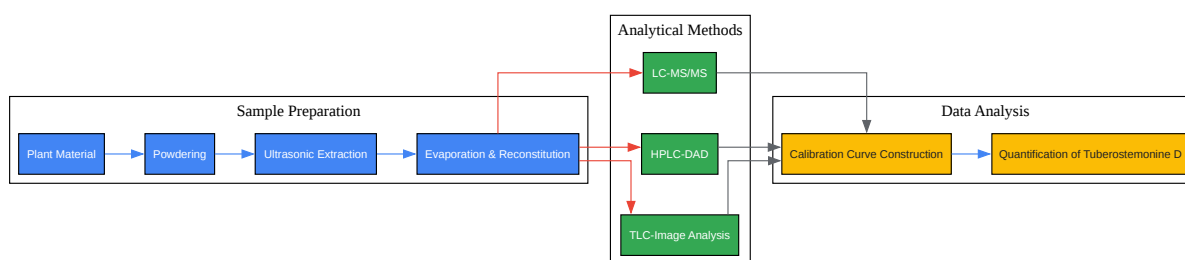 Sample Preparation
Plant Material
Powdering
Ultrasonic Extraction
Evaporation & Reconstitution
Analytical Methods
LC-MS/MS
HPLC-DAD
TLC-Image Analysis
Data Analysis
Calibration Curve Construction
Quantification of Tuberostemonine D